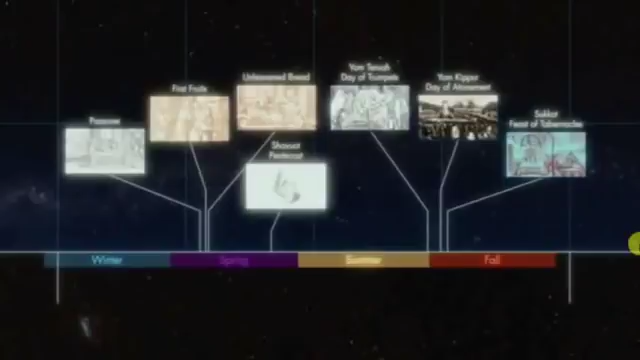 Passover
First Fruits
Unleavened Bread
Shavuot
Pentecost
Yom Teruah
Day of Trumpets
Yom Kippur
Day of Atonement
Sukkot
Feast of Tabernacles
Winter
Spring
Summer
Fall